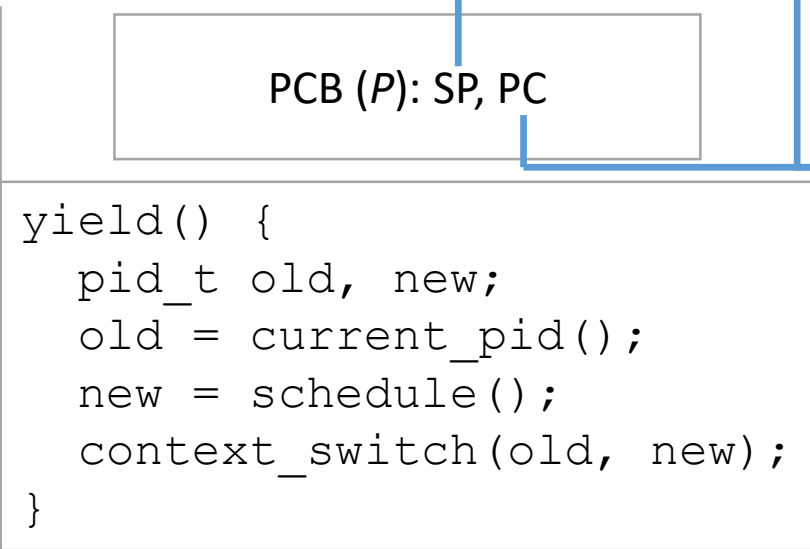 PCB (P): SP, PC
yield() {
  pid_t old, new;
  old = current_pid();
  new = schedule();
  context_switch(old, new);
}